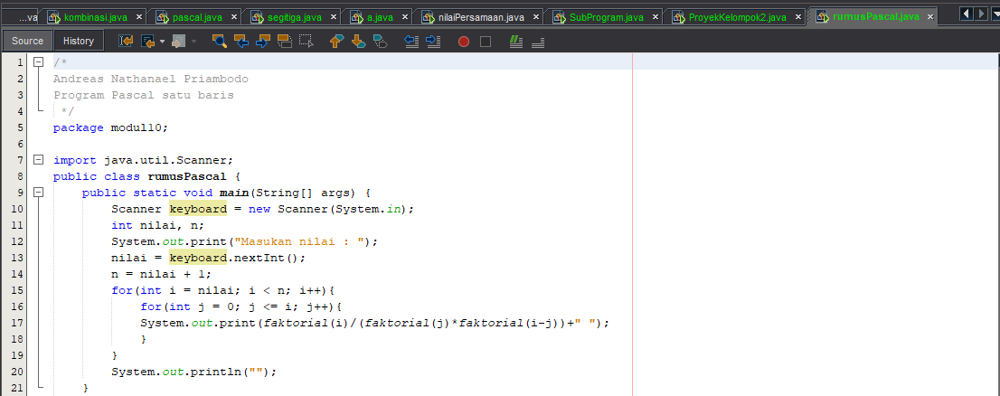 ...va kombinasi.java pascal.java segitiga.java a.java nilaiPersamaan.java SubProgram.java ProyekKelompok2.java rumusPascal.java
Source History
1 /*
2 Andreas Nathanael Priambodo
3 Program Pascal satu baris
4 */
5 package modul10;
6
7 import java.util.Scanner;
8 public class rumusPascal {
9 public static void main(String[] args) {
10 Scanner keyboard = new Scanner(System.in);
11 int nilai, n;
12 System.out.print("Masukan nilai : ");
13 nilai = keyboard.nextInt();
14 n = nilai + 1;
15 for(int i = nilai; i < n; i++){
16 for(int j = 0; j <= i; j++){
17 System.out.print(faktorial(i)/(faktorial(j)*faktorial(i-j))+" ");
18 }
19 }
20 System.out.println("");
21 }